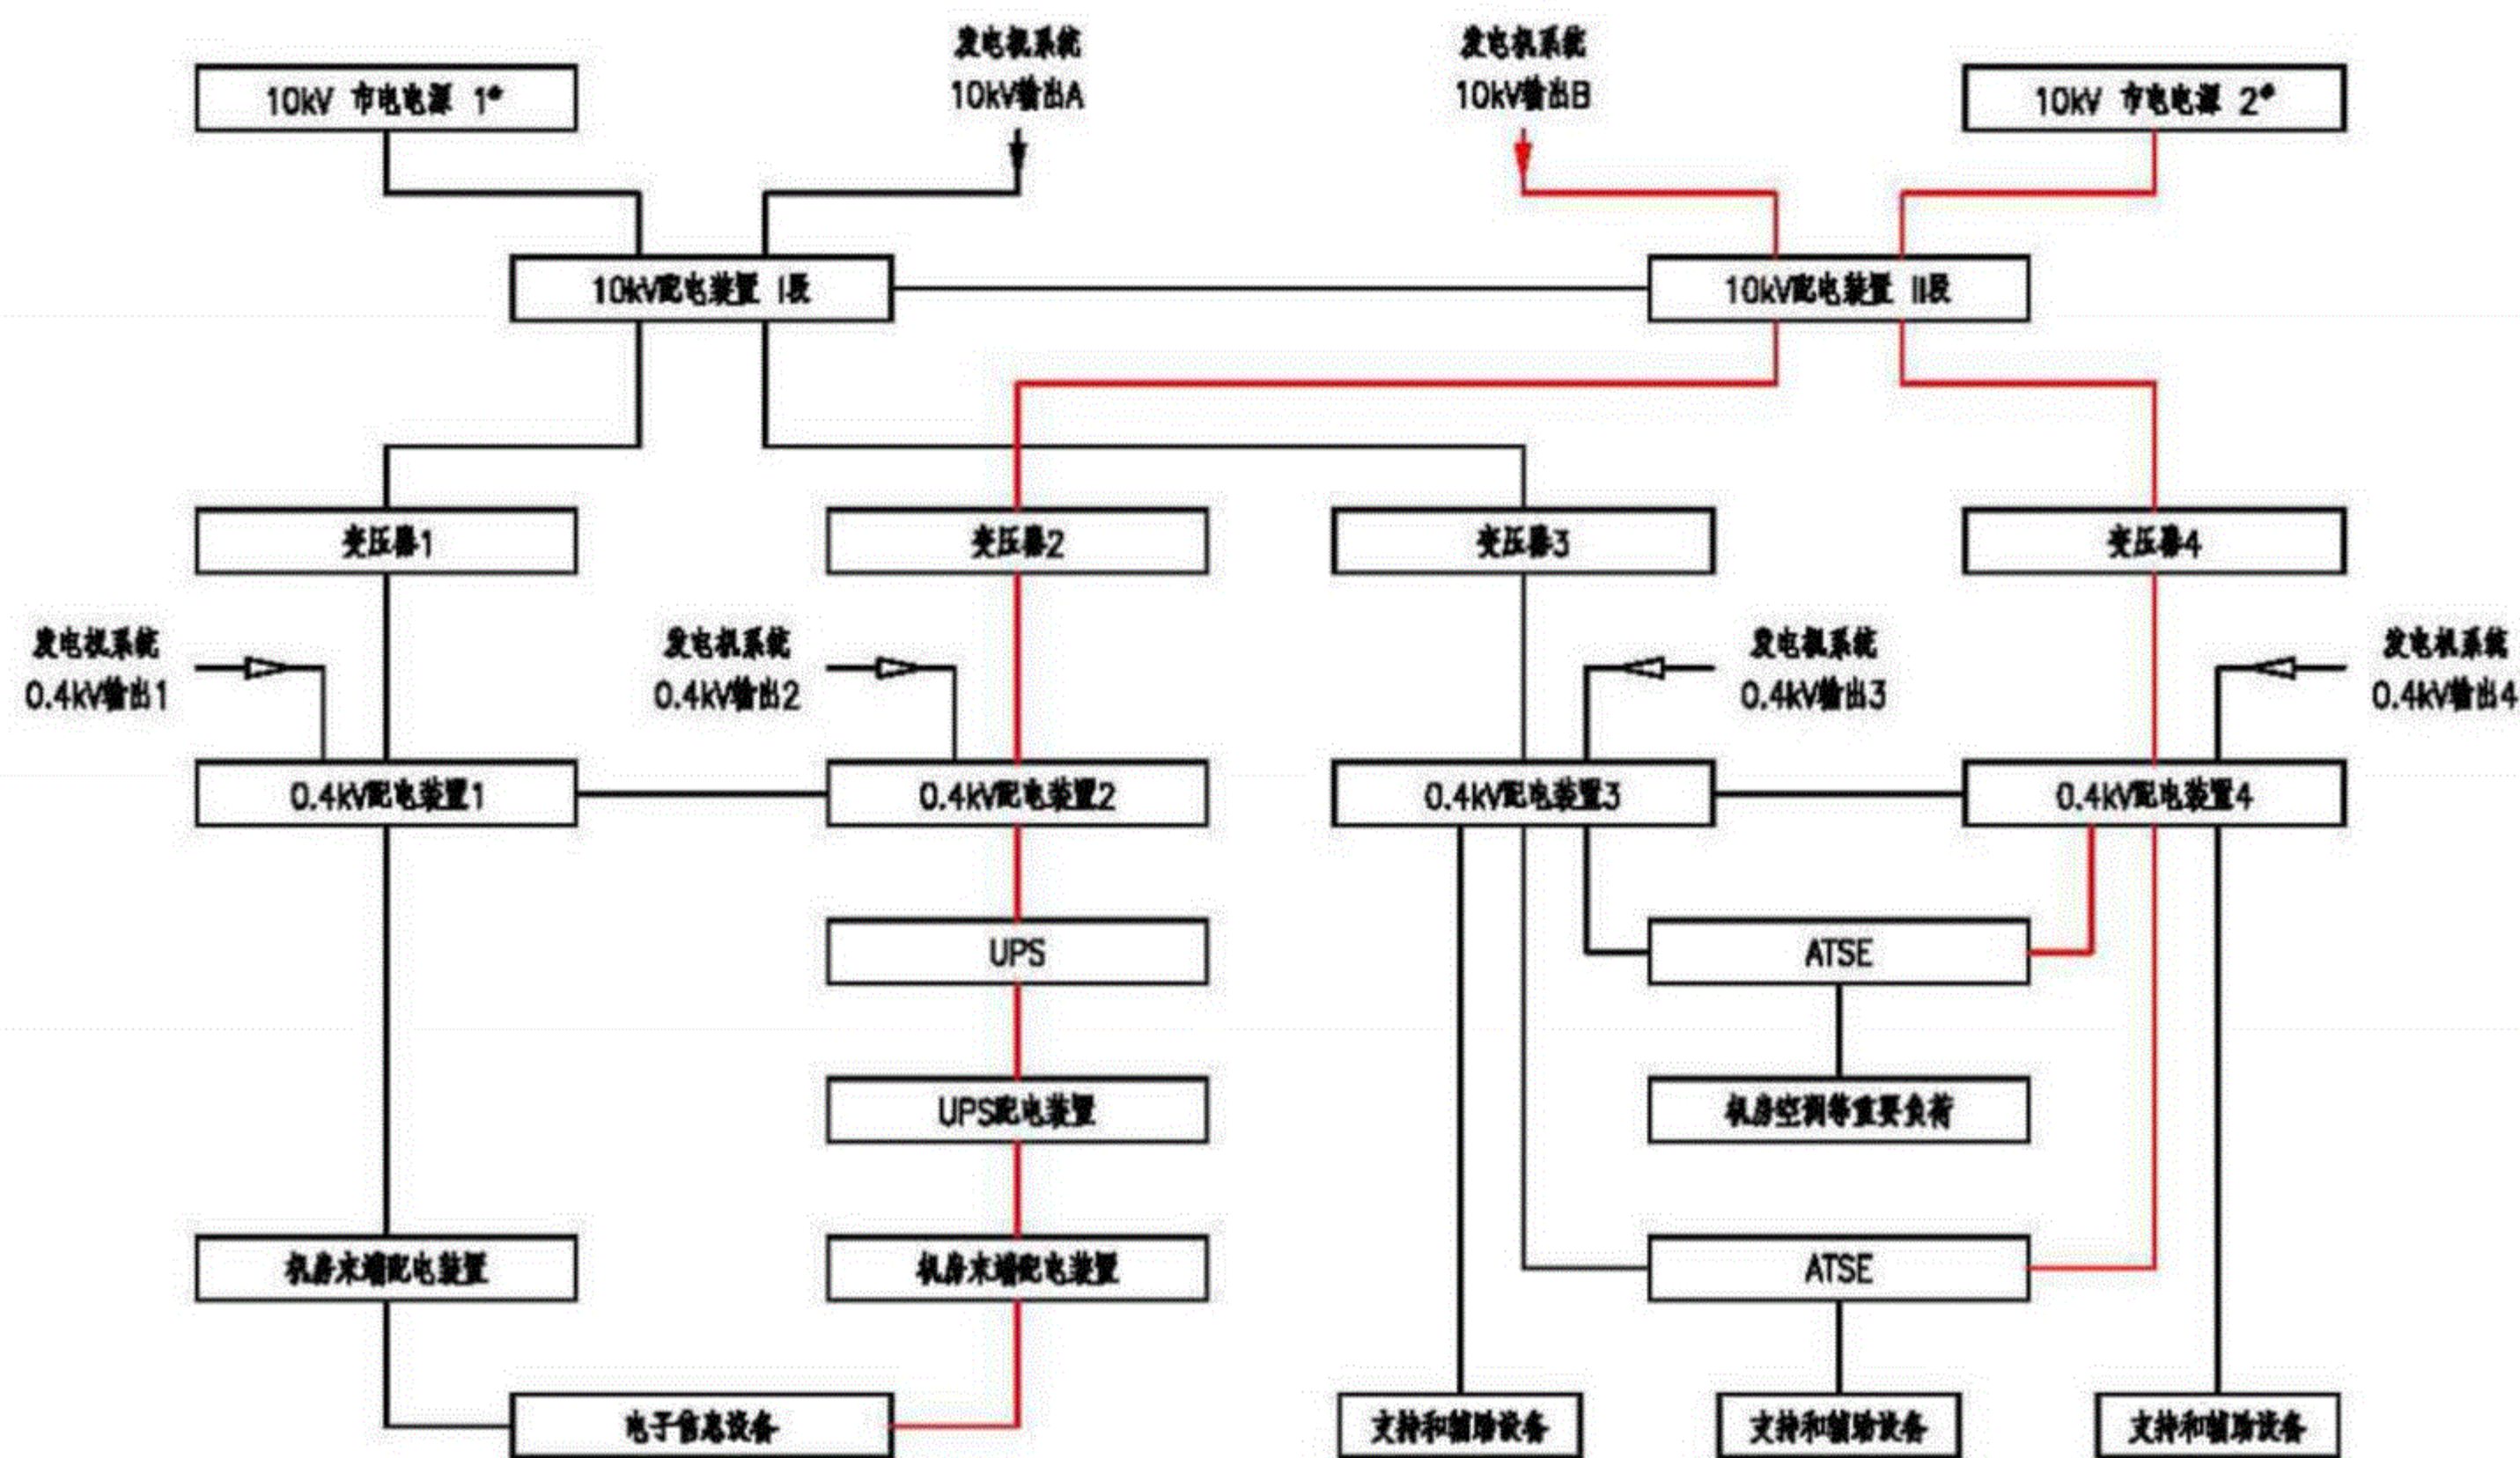 10kV 市电电源 1#
发电机系统
10kV输出A
发电机系统
10kV输出B
10kV 市电电源 2#
10kV配电装置 I段
10kV配电装置 II段
变压器1
变压器2
变压器3
变压器4
发电机系统
0.4kV输出1
发电机系统
0.4kV输出2
发电机系统
0.4kV输出3
发电机系统
0.4kV输出4
0.4kV配电装置1
0.4kV配电装置2
0.4kV配电装置3
0.4kV配电装置4
UPS
ATSE
UPS配电装置
机房空调等重要负荷
机房末端配电装置
机房末端配电装置
ATSE
电子信息设备
支持和辅助设备
支持和辅助设备
支持和辅助设备